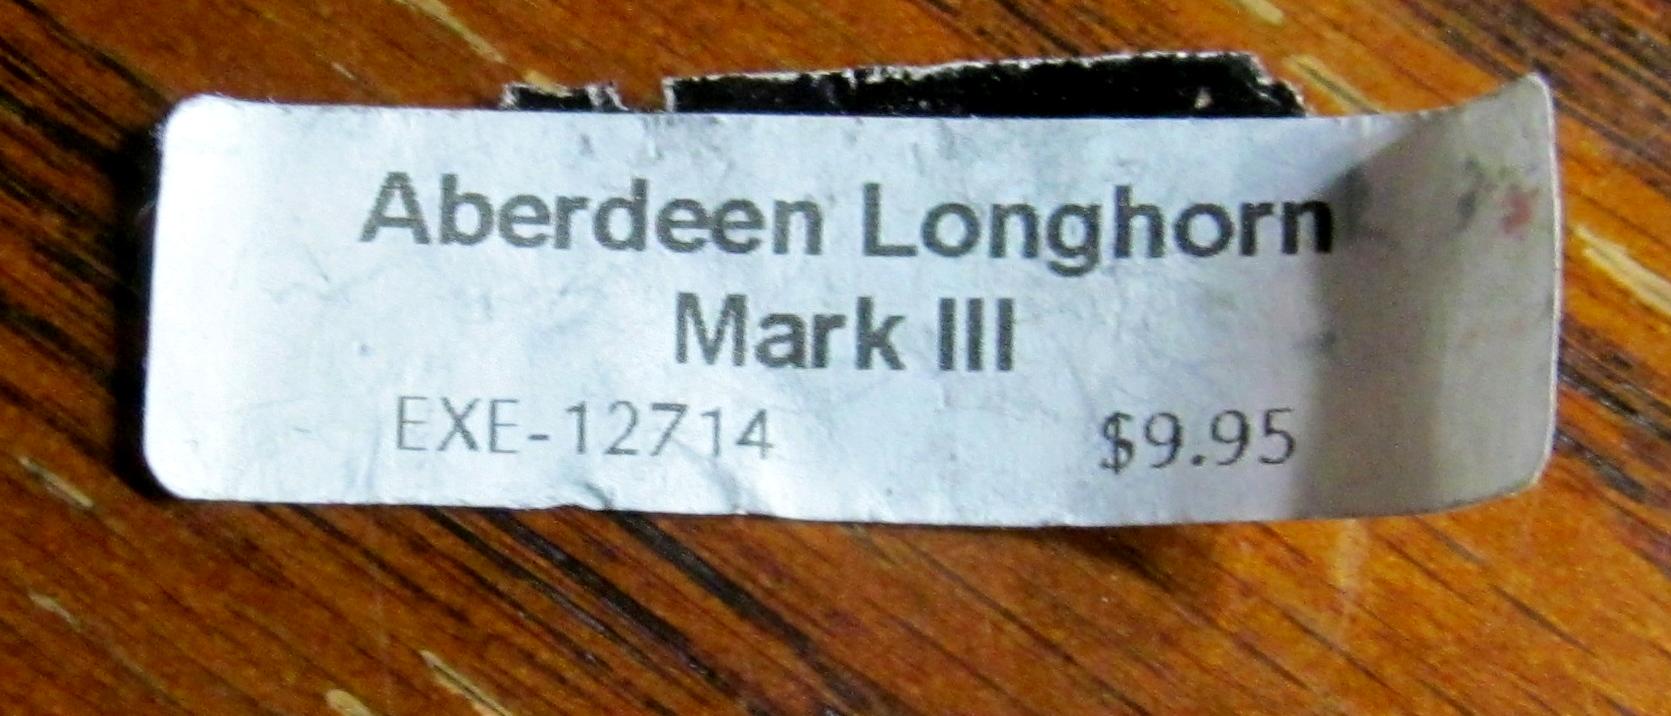 Aberdeen Longhorn
Mark III
EXE-12714 $9.95